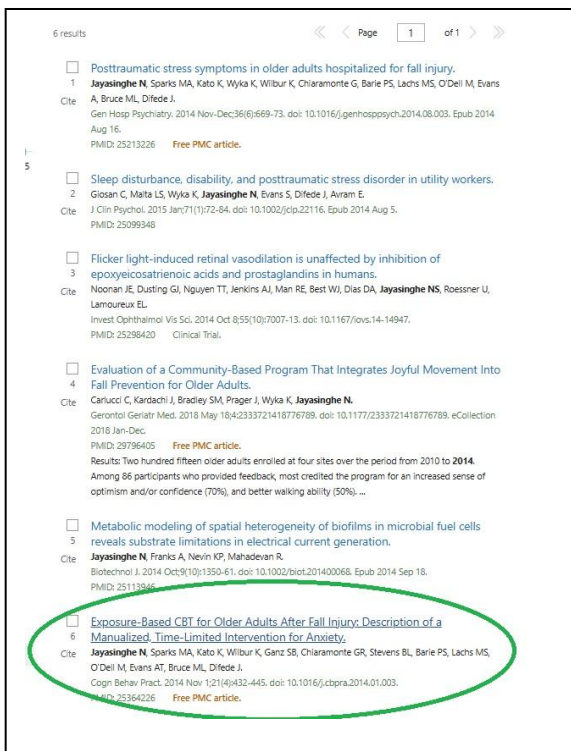 6 results
Page 1 of 1
Posttraumatic stress symptoms in older adults hospitalized for fall injury.
1
Jayasinghe N, Sparks MA, Kato K, Wyka K, Wilbur K, Chiaramonte G, Barie PS, Lachs MS, O'Dell M, Evans
Cite
A, Bruce ML, Difede J.
Gen Hosp Psychiatry. 2014 Nov-Dec;36(6):669-73. doi: 10.1016/j.genhosppsych.2014.08.003. Epub 2014
Aug 16.
PMID: 25213226 Free PMC article.
5
Sleep disturbance, disability, and posttraumatic stress disorder in utility workers.
2
Giosan C, Malta LS, Wyka K, Jayasinghe N, Evans S, Difede J, Avram E.
Cite
J Clin Psychol. 2015 Jan;71(1):72-84. doi: 10.1002/jclp.22116. Epub 2014 Aug 5.
PMID: 25099348
Flicker light-induced retinal vasodilation is unaffected by inhibition of
3
epoxyeicosatrienoic acids and prostaglandins in humans.
Cite
Noonan JE, Dusting GJ, Nguyen TT, Jenkins AJ, Man RE, Best WJ, Dias DA, Jayasinghe NS, Roessner U,
Lamoureux EL.
Invest Ophthalmol Vis Sci. 2014 Oct 8;55(10):7007-13. doi: 10.1167/iovs.14-14947.
PMID: 25298420 Clinical Trial.
Evaluation of a Community-Based Program That Integrates Joyful Movement Into
4
Fall Prevention for Older Adults.
Cite
Carlucci C, Kardachi J, Bradley SM, Prager J, Wyka K, Jayasinghe N.
Gerontol Geriatr Med. 2018 May 18;4:2333721418776789. doi: 10.1177/2333721418776789. eCollection
2018 Jan-Dec.
PMID: 29796405 Free PMC article.
Results: Two hundred fifteen older adults enrolled at four sites over the period from 2010 to 2014.
Among 86 participants who provided feedback, most credited the program for an increased sense of
optimism and/or confidence (70%), and better walking ability (50%). ...
Metabolic modeling of spatial heterogeneity of biofilms in microbial fuel cells
5
reveals substrate limitations in electrical current generation.
Cite
Jayasinghe N, Franks A, Nevin KP, Mahadevan R.
Biotechnol J. 2014 Oct;9(10):1350-61. doi: 10.1002/biot.201400068. Epub 2014 Sep 18.
PMID: 25113946
Exposure-Based CBT for Older Adults After Fall Injury: Description of a
6
Manualized, Time-Limited Intervention for Anxiety.
Cite
Jayasinghe N, Sparks MA, Kato K, Wilbur K, Ganz SB, Chiaramonte GR, Stevens BL, Barie PS, Lachs MS,
O'Dell M, Evans AT, Bruce ML, Difede J.
Cogn Behav Pract. 2014 Nov 1;21(4):432-445. doi: 10.1016/j.cbpra.2014.01.003.
PMID: 25364226 Free PMC article.